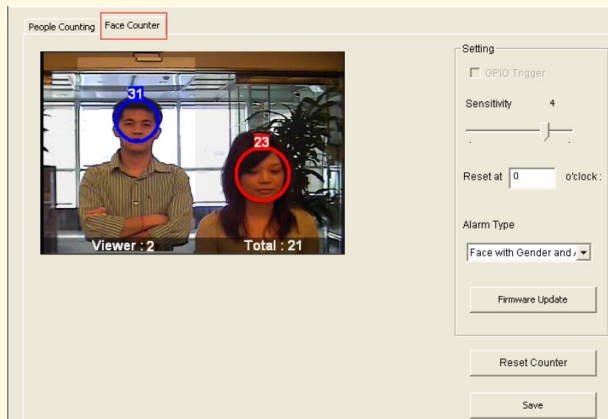 People Counting
Face Counter
31
23
Viewer : 2
Total : 21
Setting
GPIO Trigger
Sensitivity 4
Reset at 0 o'clock :
Alarm Type
Face with Gender and
Firmware Update
Reset Counter
Save